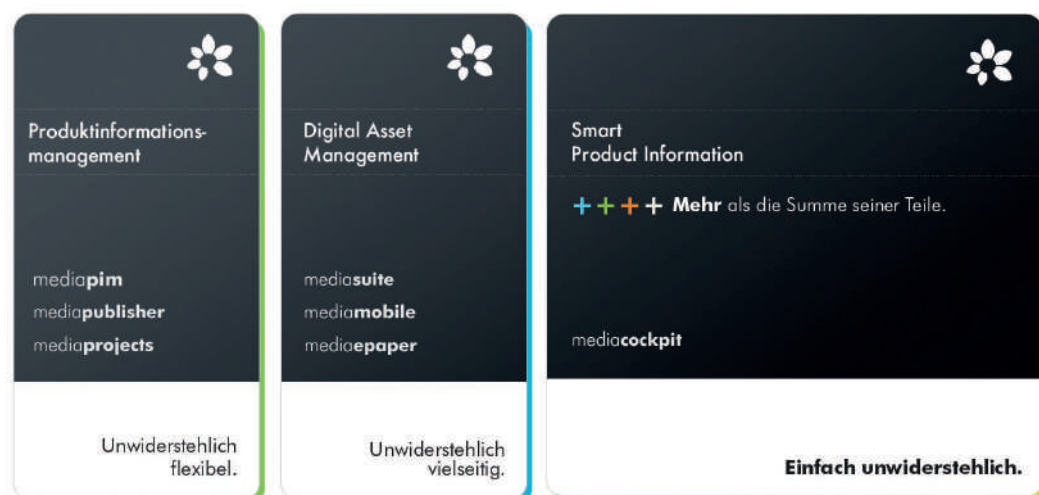 Produktinformations-
management
mediapim
mediapublisher
mediaprojects
Unwiderstehlich
flexibel.
Digital Asset
Management
mediasuite
mediamobile
mediaepaper
Unwiderstehlich
vielseitig.
Smart
Product Information
++++ Mehr als die Summe seiner Teile.
mediacockpit
Einfach unwiderstehlich.